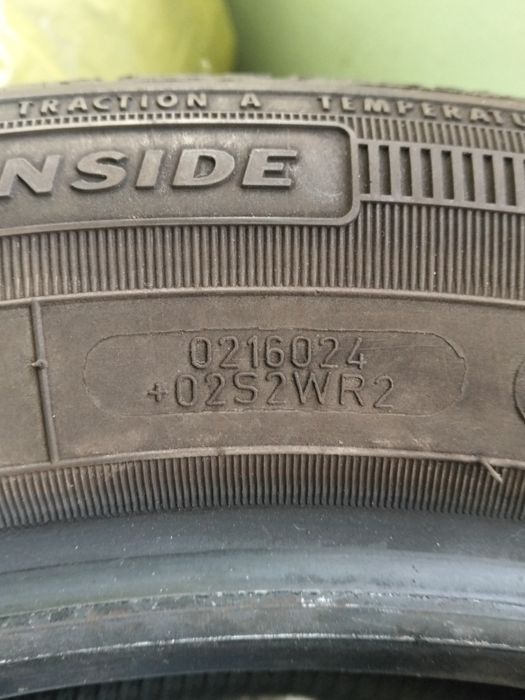 TRACTION A TEMPERATU
NSIDE
0216024
+02S2WR2